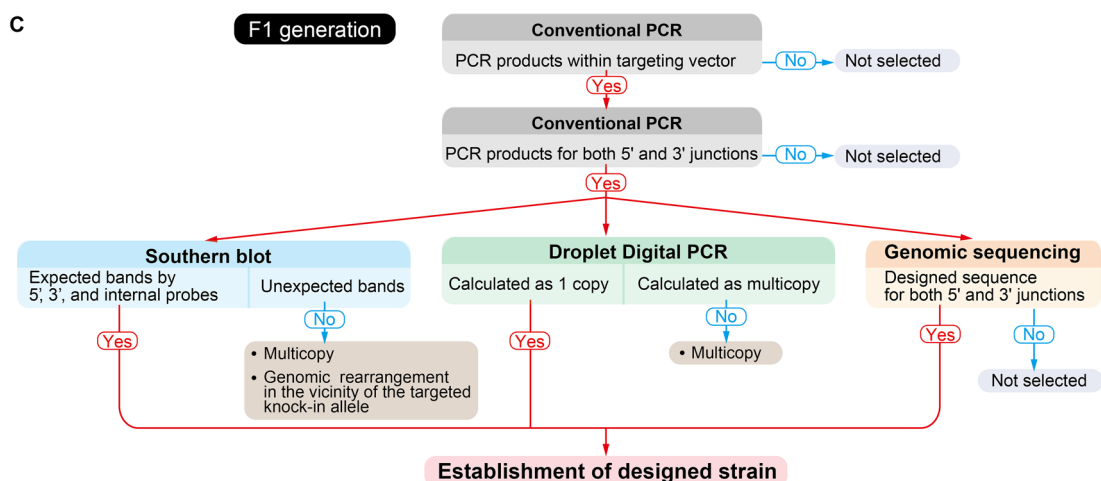 C
F1 generation
Conventional PCR
PCR products within targeting vector
No
Not selected
Yes
Conventional PCR
PCR products for both 5' and 3' junctions
No
Not selected
Yes
Southern blot
Expected bands by
5', 3', and internal probes
Unexpected bands
Yes
No
• Multicopy
• Genomic rearrangement
in the vicinity of the targeted
knock-in allele
Droplet Digital PCR
Calculated as 1 copy
Calculated as multicopy
Yes
No
• Multicopy
Genomic sequencing
Designed sequence
for both 5' and 3' junctions
Yes
No
Not selected
Establishment of designed strain